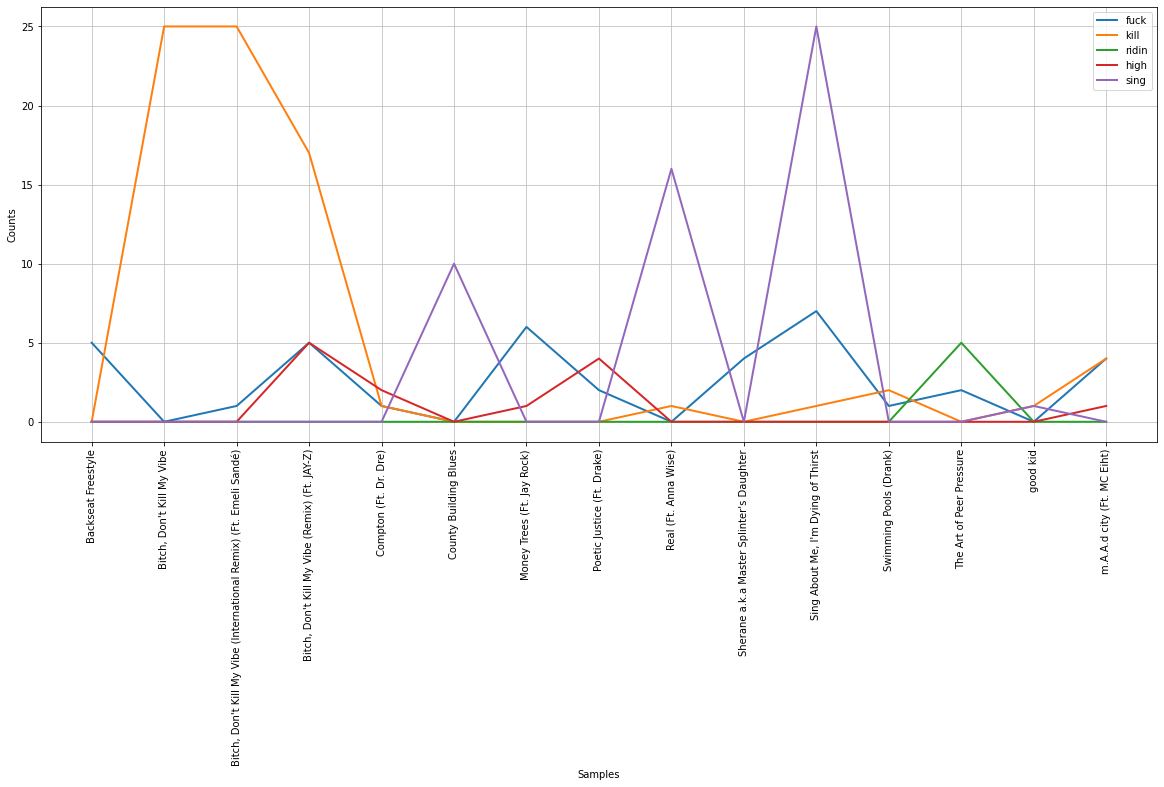 fuck
kill
ridin
high
sing
25
20
15
10
5
0
Counts
Backseat Freestyle
Bitch, Don't Kill My Vibe
Bitch, Don't Kill My Vibe (International Remix) (Ft. Emeli Sandé)
Bitch, Don't Kill My Vibe (Remix) (Ft. JAY-Z)
Compton (Ft. Dr. Dre)
County Building Blues
Money Trees (Ft. Jay Rock)
Poetic Justice (Ft. Drake)
Real (Ft. Anna Wise)
Sherane a.k.a Master Splinter's Daughter
Sing About Me, I'm Dying of Thirst
Swimming Pools (Drank)
The Art of Peer Pressure
good kid
m.A.A.d city (Ft. MC Eiht)
Samples